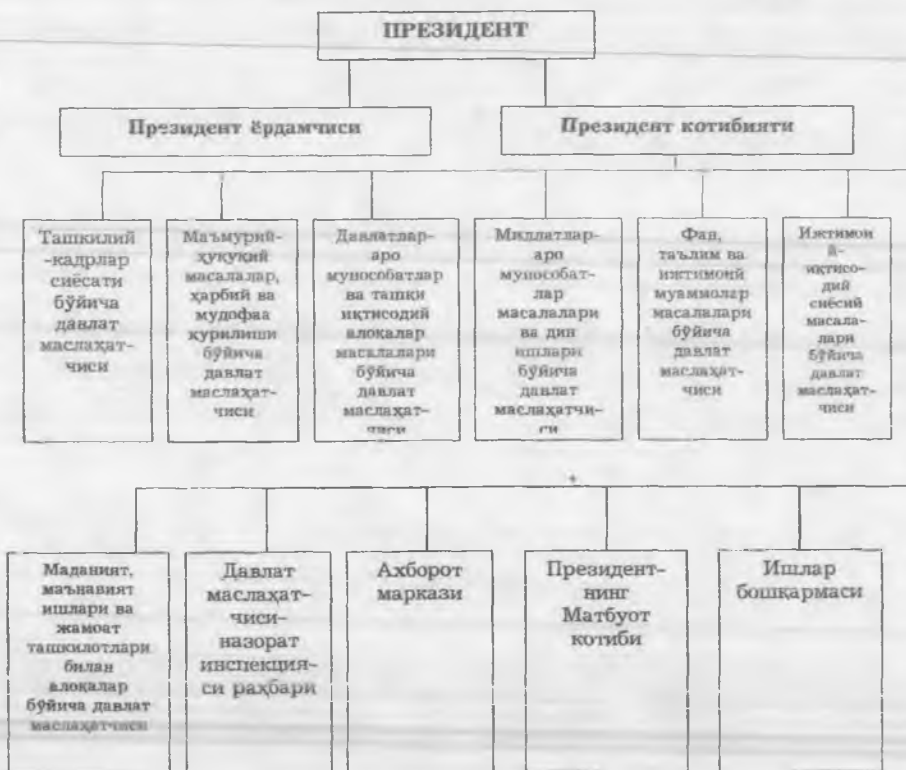 ПРЕЗИДЕНТ
Президент ёрдамчиси
Президент котибияти
Ташкилий
-кадрлар
сиёсати
бўйича
давлат
маслаҳат-
чиси
Маъмурий-
ҳуқуқий
масалалар,
ҳарбий ва
мудофаа
қурилиши
бўйича
давлат
маслаҳат-
чиси
Давлатлар-
аро
муносабатлар
ва ташқи
иқтисодий
алоқалар
масалалари
бўйича
давлат
маслаҳат-
чиси
Миллатлар-
аро
муносабат-
лар
масалалари
ва дин
ишлари
бўйича
давлат
маслаҳатчи-
си
Фан,
таълим ва
ижтимоий
муаммолар
масалалари
бўйича
давлат
маслаҳат-
чиси
Ижтимои
й-
иқтисо-
дий
сиёсий
масала-
лари
бўйича
давлат
маслаҳат-
чиси
Маданият,
маънавият
ишлари ва
жамоат
ташкилотлари
билан
алоқалар
бўйича давлат
маслаҳатчиси
Давлат
маслаҳат-
чиси-
назорат
инспекция-
си раҳбари
Ахборот
маркази
Президент-
нинг
Матбуот
котиби
Ишлар
бошқармаси